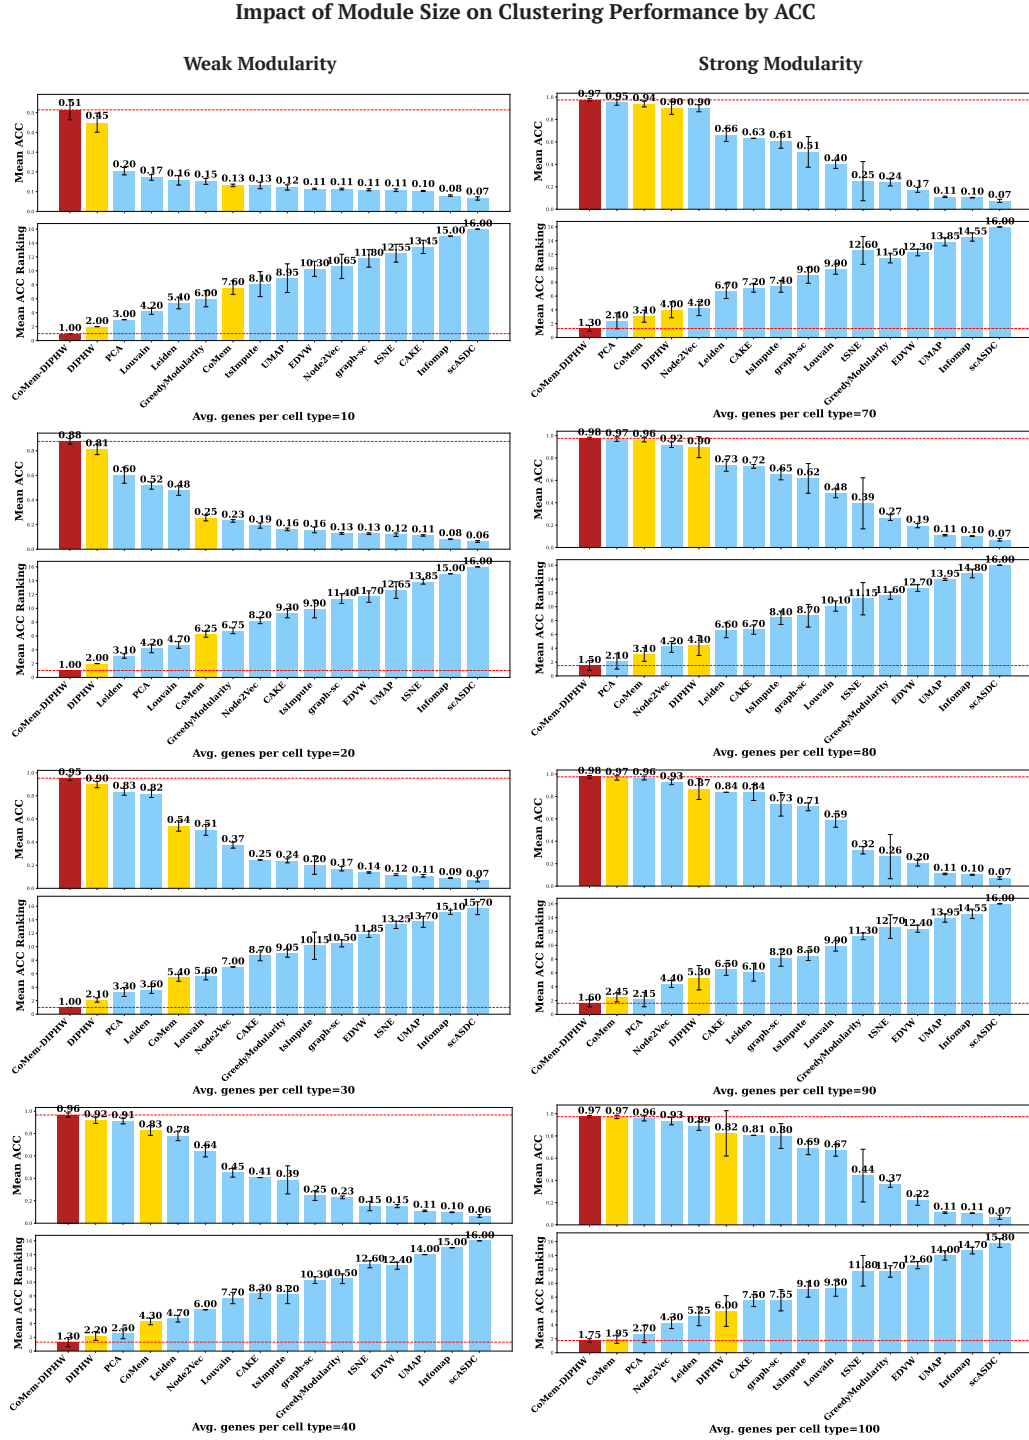 Impact of Module Size on Clustering Performance by ACC
Weak Modularity
Mean ACC
0.51 0.45 0.20 0.17 0.16 0.15 0.13 0.13 0.12 0.11 0.11 0.11 0.11 0.10 0.08 0.07
Mean ACC Ranking
1.00 2.00 3.00 4.20 5.40 6.00 7.60 8.10 8.95 10.30 10.65 11.80 12.55 13.45 15.00 16.00
CoMem-DIPHW DIPHW PCA Louvain Leiden GreedyModularity CoMem tsImpute UMAP EDVW Node2Vec graph-sc tSNE CAKE Infomap scASDC
Avg. genes per cell type=10
Mean ACC
0.88 0.81 0.60 0.52 0.48 0.25 0.23 0.19 0.16 0.16 0.13 0.13 0.12 0.11 0.08 0.06
Mean ACC Ranking
1.00 2.00 3.10 4.20 4.70 6.25 6.75 8.20 9.30 9.90 11.40 11.70 12.65 13.85 15.00 16.00
CoMem-DIPHW DIPHW Leiden PCA Louvain CoMem GreedyModularity Node2Vec CAKE tsImpute graph-sc EDVW UMAP tSNE Infomap scASDC
Avg. genes per cell type=20
Mean ACC
0.95 0.90 0.83 0.82 0.54 0.51 0.37 0.25 0.24 0.20 0.17 0.14 0.12 0.11 0.09 0.07
Mean ACC Ranking
1.00 2.10 3.30 3.60 5.40 5.60 7.00 8.70 9.05 10.15 10.50 11.85 13.25 13.70 15.10 15.70
CoMem-DIPHW DIPHW PCA Leiden CoMem Louvain Node2Vec CAKE GreedyModularity tsImpute graph-sc EDVW tSNE UMAP Infomap scASDC
Avg. genes per cell type=30
Mean ACC
0.96 0.92 0.91 0.83 0.78 0.64 0.45 0.41 0.39 0.25 0.23 0.15 0.15 0.11 0.10 0.06
Mean ACC Ranking
1.30 2.20 2.50 4.30 4.70 6.00 7.70 8.30 8.20 10.30 10.50 12.60 12.40 14.00 15.00 16.00
CoMem-DIPHW DIPHW PCA CoMem Leiden Node2Vec Louvain CAKE tsImpute graph-sc GreedyModularity tSNE EDVW UMAP Infomap scASDC
Avg. genes per cell type=40
Strong Modularity
Mean ACC
0.97 0.95 0.94 0.90 0.90 0.66 0.63 0.61 0.51 0.40 0.25 0.24 0.17 0.11 0.10 0.07
Mean ACC Ranking
1.30 2.40 3.10 4.00 4.20 6.70 7.20 7.40 9.00 9.90 12.60 11.50 12.30 13.85 14.55 16.00
CoMem-DIPHW PCA CoMem DIPHW Node2Vec Leiden CAKE tsImpute graph-sc Louvain tSNE GreedyModularity EDVW UMAP Infomap scASDC
Avg. genes per cell type=70
Mean ACC
0.98 0.97 0.96 0.92 0.90 0.73 0.72 0.65 0.62 0.48 0.39 0.27 0.19 0.11 0.10 0.07
Mean ACC Ranking
1.50 2.10 3.10 4.20 4.40 6.60 6.70 8.40 8.70 10.10 11.15 11.60 12.70 13.95 14.80 16.00
CoMem-DIPHW PCA CoMem Node2Vec DIPHW Leiden CAKE tsImpute graph-sc Louvain tSNE GreedyModularity EDVW UMAP Infomap scASDC
Avg. genes per cell type=80
Mean ACC
0.98 0.97 0.96 0.93 0.87 0.84 0.84 0.73 0.71 0.59 0.32 0.26 0.20 0.11 0.10 0.07
Mean ACC Ranking
1.60 2.45 2.15 4.40 5.30 6.50 6.10 8.20 8.50 9.90 11.30 12.70 12.40 13.95 14.55 16.00
CoMem-DIPHW CoMem PCA Node2Vec DIPHW CAKE Leiden graph-sc tsImpute Louvain GreedyModularity tSNE EDVW UMAP Infomap scASDC
Avg. genes per cell type=90
Mean ACC
0.97 0.97 0.96 0.93 0.89 0.82 0.81 0.80 0.69 0.67 0.44 0.37 0.22 0.11 0.11 0.07
Mean ACC Ranking
1.75 1.95 2.70 4.30 5.25 6.00 7.50 7.55 9.10 9.30 11.80 11.70 12.60 14.00 14.70 15.80
CoMem-DIPHW CoMem PCA Node2Vec Leiden DIPHW CAKE graph-sc tsImpute Louvain tSNE GreedyModularity EDVW UMAP Infomap scASDC
Avg. genes per cell type=100